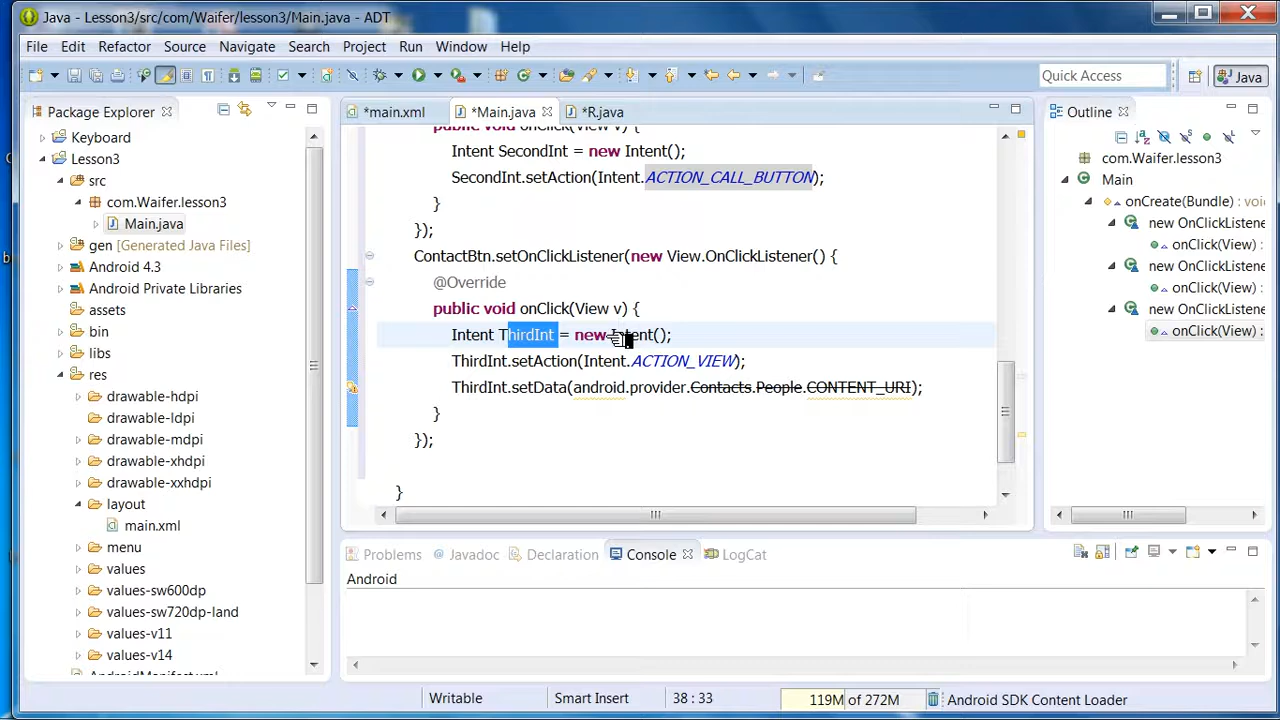 Java - Lesson3/src/com/Waifer/lesson3/Main.java - ADT
File Edit Refactor Source Navigate Search Project Run Window Help
Quick Access
Java
Package Explorer
*main.xml
*Main.java
*R.java
Outline
Keyboard
Lesson3
src
com.Waifer.lesson3
Main.java
gen [Generated Java Files]
Android 4.3
Android Private Libraries
assets
bin
libs
res
drawable-hdpi
drawable-ldpi
drawable-mdpi
drawable-xhdpi
drawable-xxhdpi
layout
main.xml
menu
values
values-sw600dp
values-sw720dp-land
values-v11
values-v14
AndroidManifest.xml
public void onClick(View v) {
Intent SecondInt = new Intent();
SecondInt.setAction(Intent.ACTION_CALL_BUTTON);
}
});
ContactBtn.setOnClickListener(new View.OnClickListener() {
@Override
public void onClick(View v) {
Intent ThirdInt = new Intent();
ThirdInt.setAction(Intent.ACTION_VIEW);
ThirdInt.setData(android.provider.Contacts.People.CONTENT_URI);
}
});
}
com.Waifer.lesson3
Main
onCreate(Bundle) : voi
new OnClickListene
onClick(View) :
new OnClickListene
onClick(View) :
new OnClickListene
onClick(View) :
Problems
@ Javadoc
Declaration
Console
LogCat
Android
Writable
Smart Insert
38 : 33
119M of 272M
Android SDK Content Loader